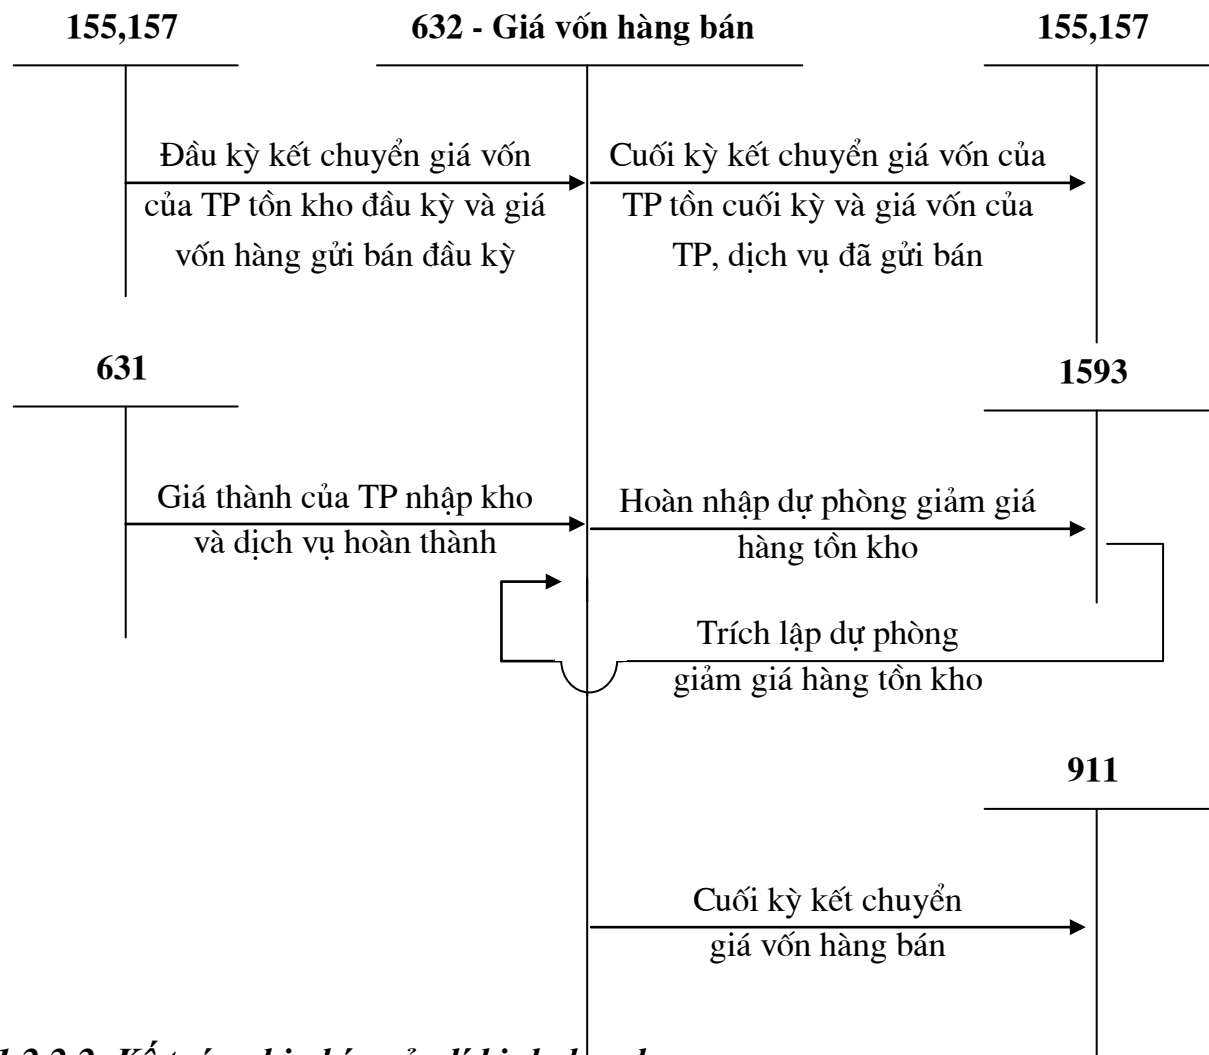 155,157
632 - Giá vốn hàng bán
155,157
Đầu kỳ kết chuyển giá vốn
của TP tồn kho đầu kỳ và giá
vốn hàng gửi bán đầu kỳ
Cuối kỳ kết chuyển giá vốn của
TP tồn cuối kỳ và giá vốn của
TP, dịch vụ đã gửi bán
631
1593
Giá thành của TP nhập kho
và dịch vụ hoàn thành
Hoàn nhập dự phòng giảm giá
hàng tồn kho
Trích lập dự phòng
giảm giá hàng tồn kho
911
Cuối kỳ kết chuyển
giá vốn hàng bán